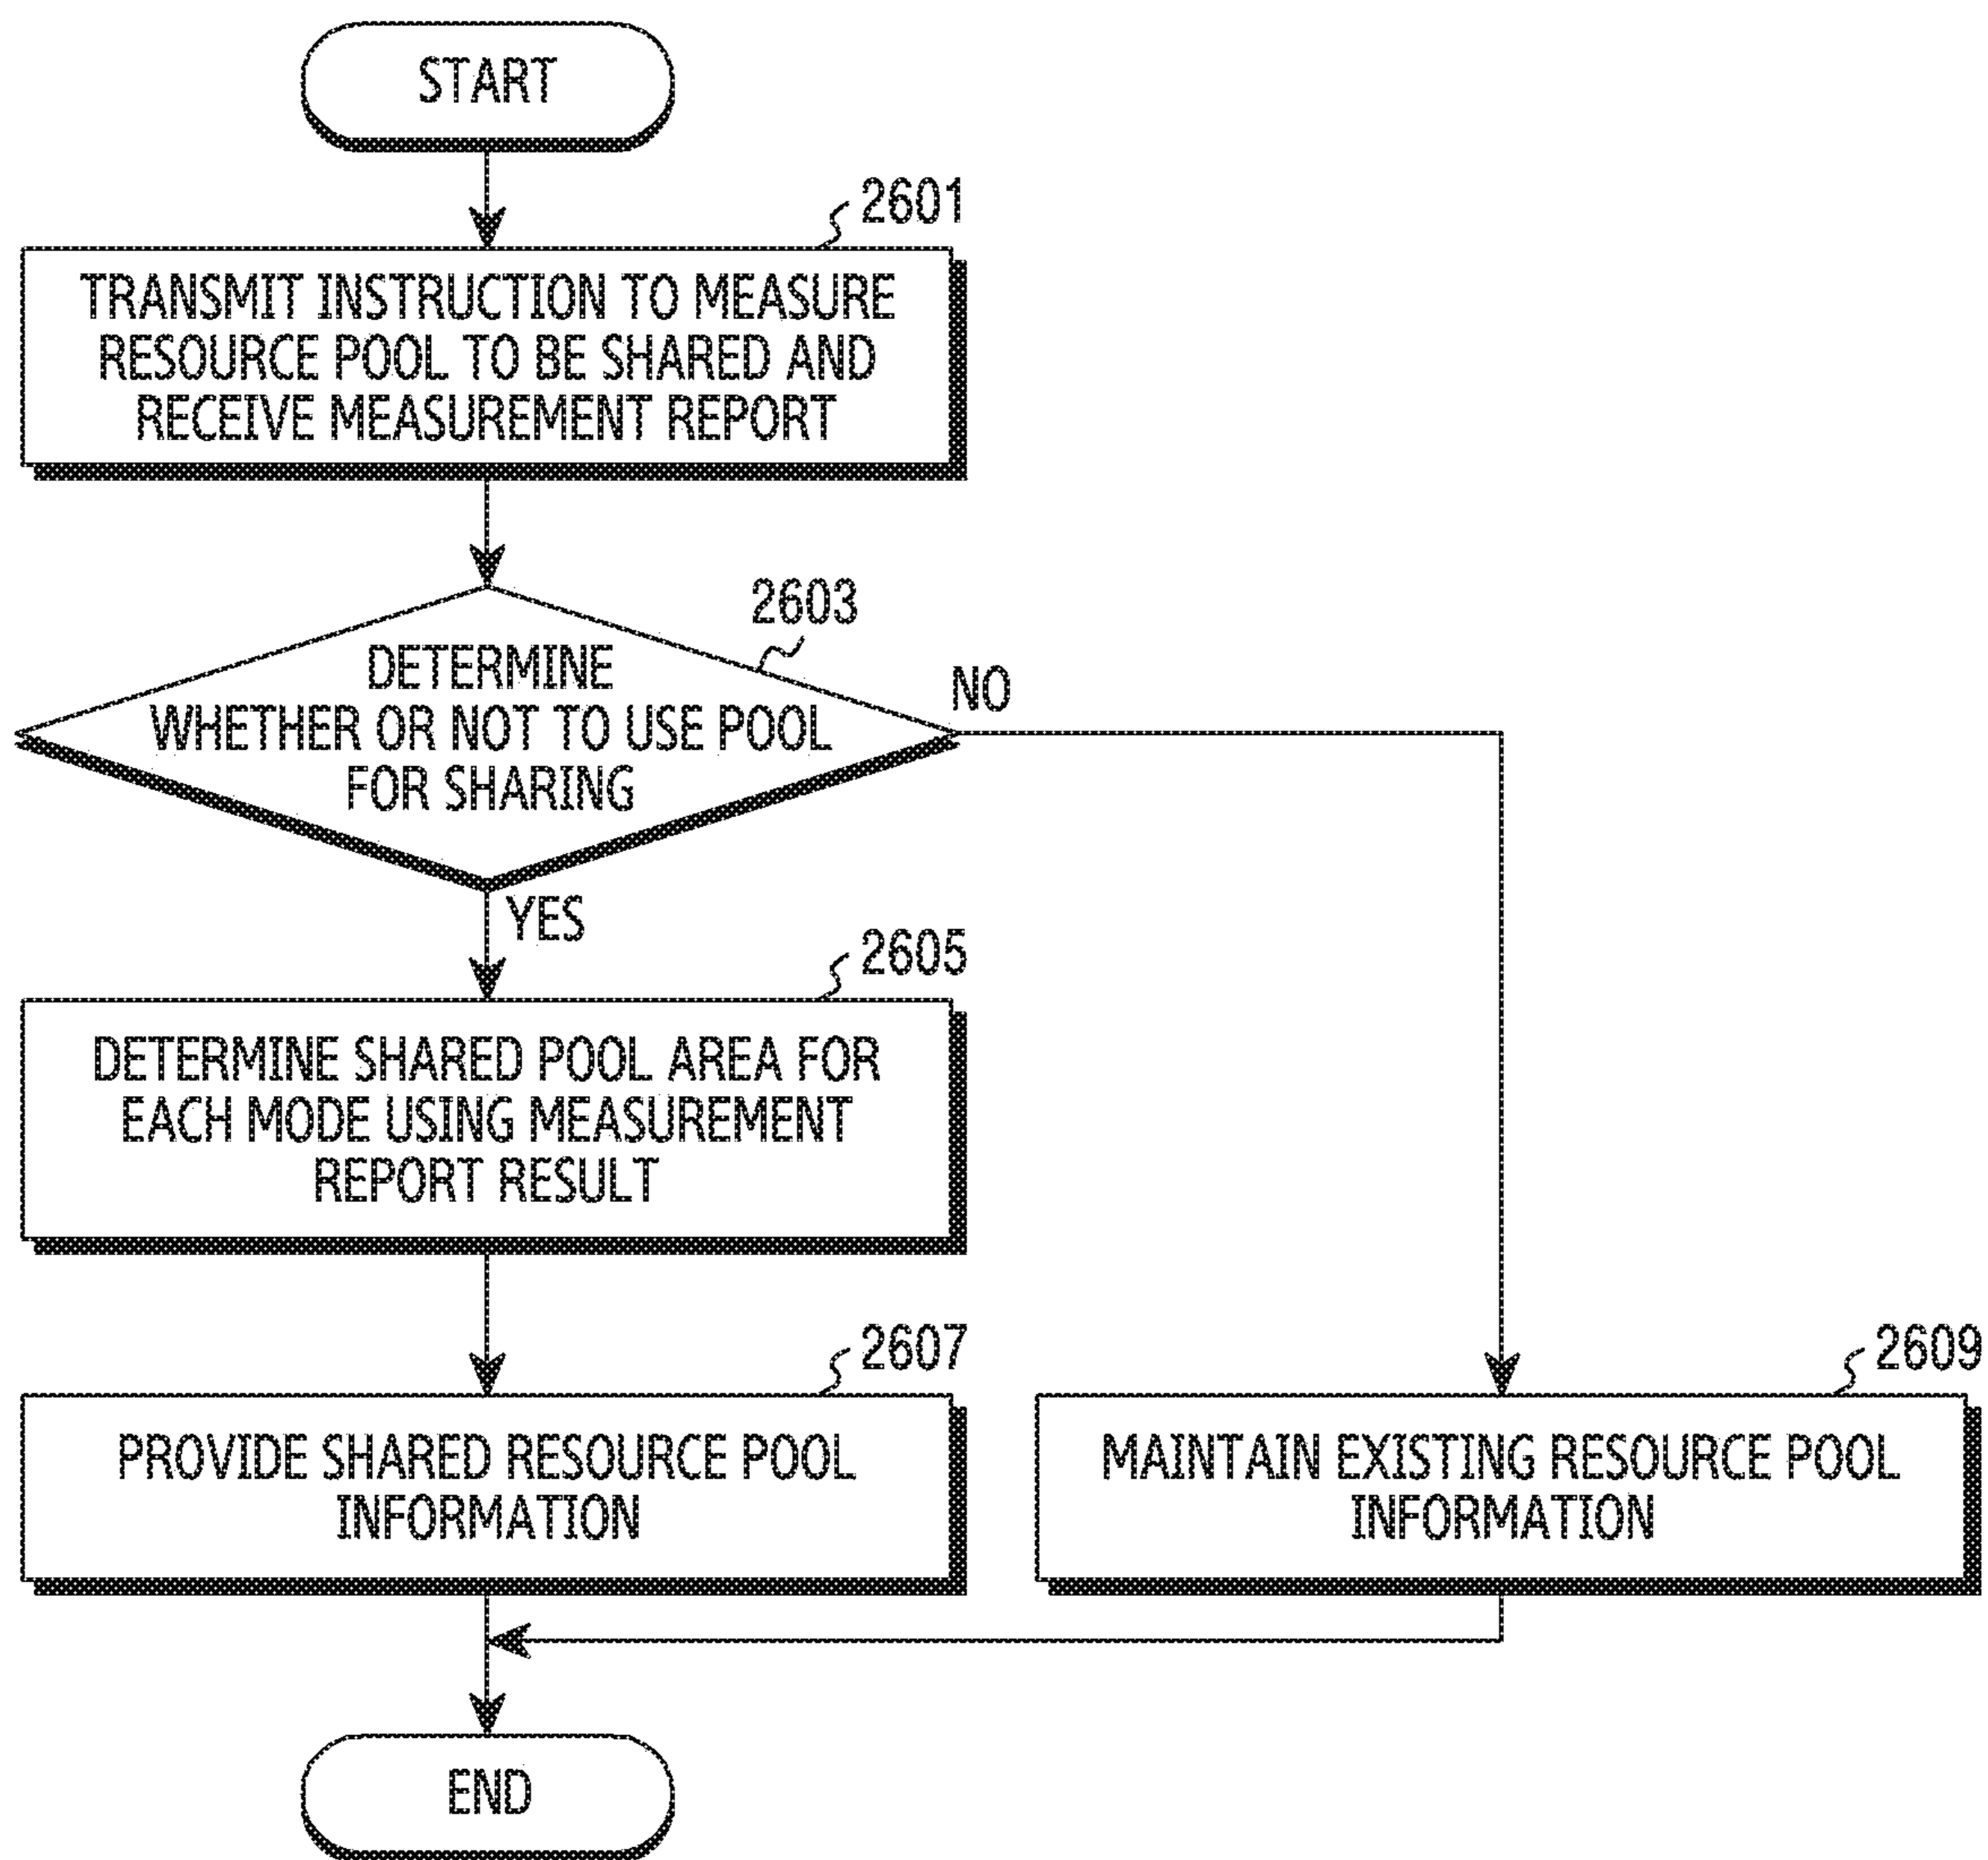 START
2601
TRANSMIT INSTRUCTION TO MEASURE
RESOURCE POOL TO BE SHARED AND
RECEIVE MEASUREMENT REPORT
2603
DETERMINE
WHETHER OR NOT TO USE POOL
FOR SHARING
NO
YES
2605
DETERMINE SHARED POOL AREA FOR
EACH MODE USING MEASUREMENT
REPORT RESULT
2607
PROVIDE SHARED RESOURCE POOL
INFORMATION
2609
MAINTAIN EXISTING RESOURCE POOL
INFORMATION
END